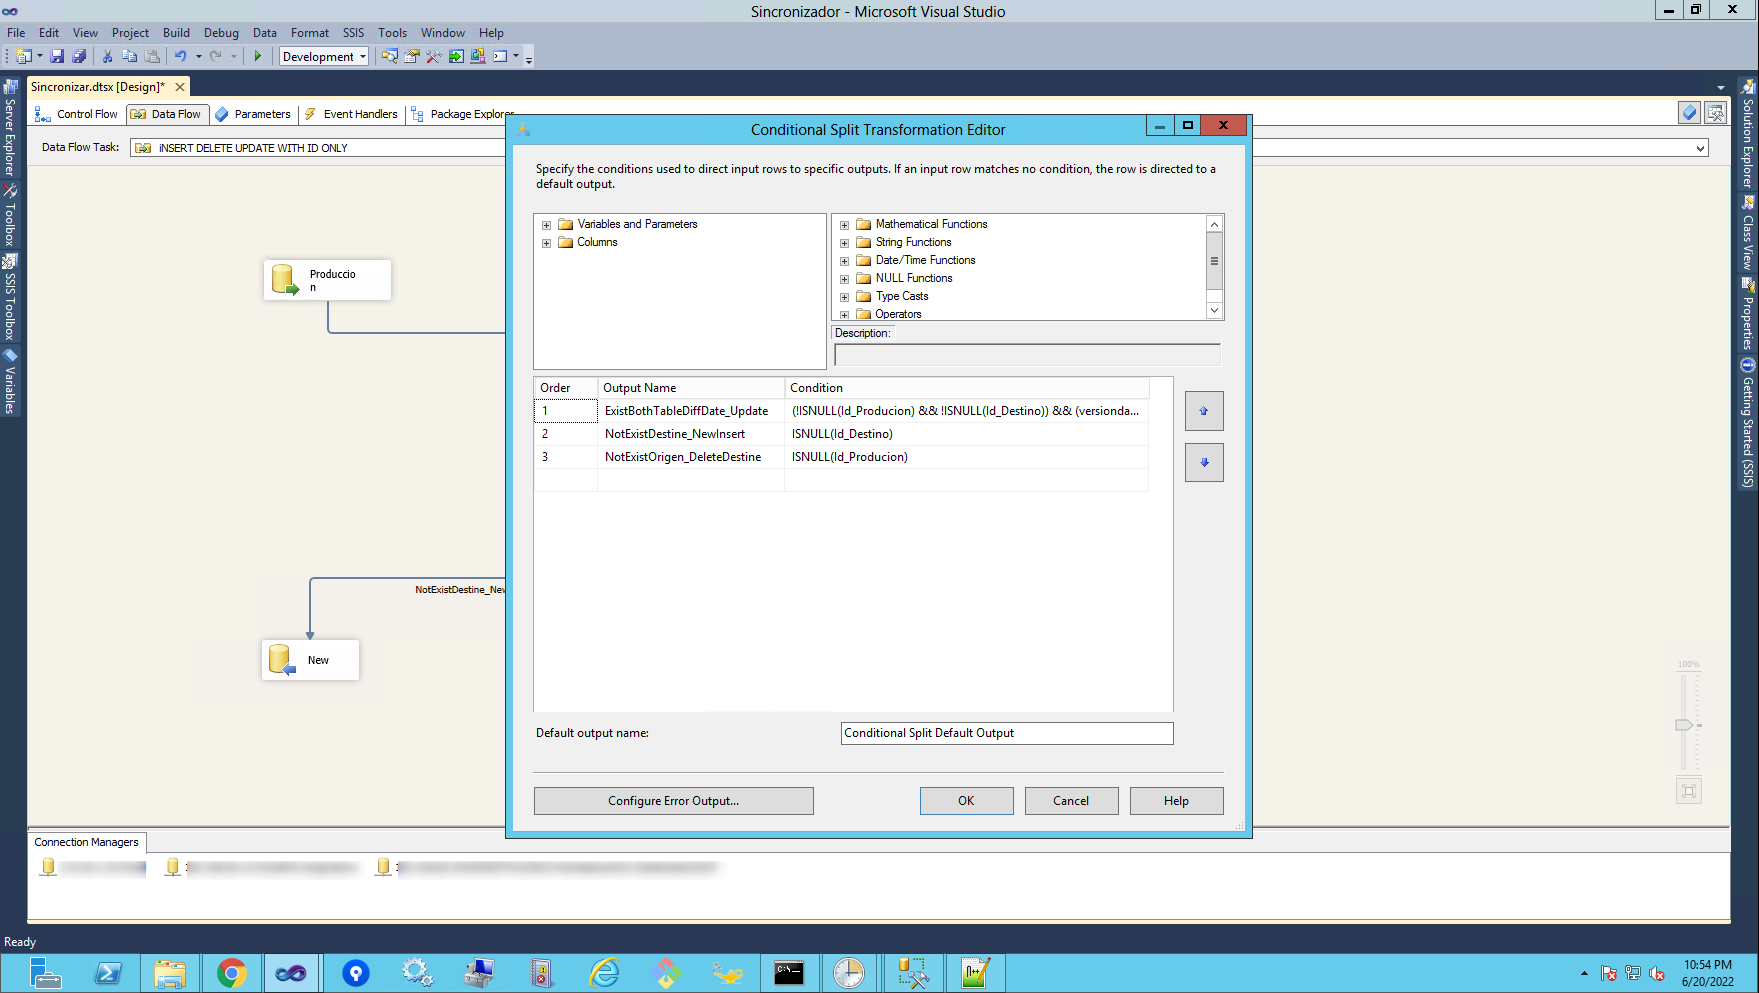 Sincronizador - Microsoft Visual Studio
File Edit View Project Build Debug Data Format SSIS Tools Window Help
Development
Sincronizar.dtsx [Design]*
Control Flow Data Flow Parameters Event Handlers Package Explorer
Data Flow Task: iNSERT DELETE UPDATE WITH ID ONLY
Server Explorer
Toolbox
SSIS Toolbox
Variables
Produccio
n
NotExistDestine_New
New
Conditional Split Transformation Editor
Specify the conditions used to direct input rows to specific outputs. If an input row matches no condition, the row is directed to a
default output.
Variables and Parameters
Columns
Mathematical Functions
String Functions
Date/Time Functions
NULL Functions
Type Casts
Operators
Description:
Order Output Name Condition
1 ExistBothTableDiffDate_Update (!ISNULL(Id_Producion) && !ISNULL(Id_Destino)) && (versionda...
2 NotExistDestine_NewInsert ISNULL(Id_Destino)
3 NotExistOrigen_DeleteDestine ISNULL(Id_Producion)
Default output name: Conditional Split Default Output
Configure Error Output... OK Cancel Help
Solution Explorer
Class View
Properties
Getting Started (SSIS)
100%
Connection Managers
Ready
C:\
10:54 PM
6/20/2022